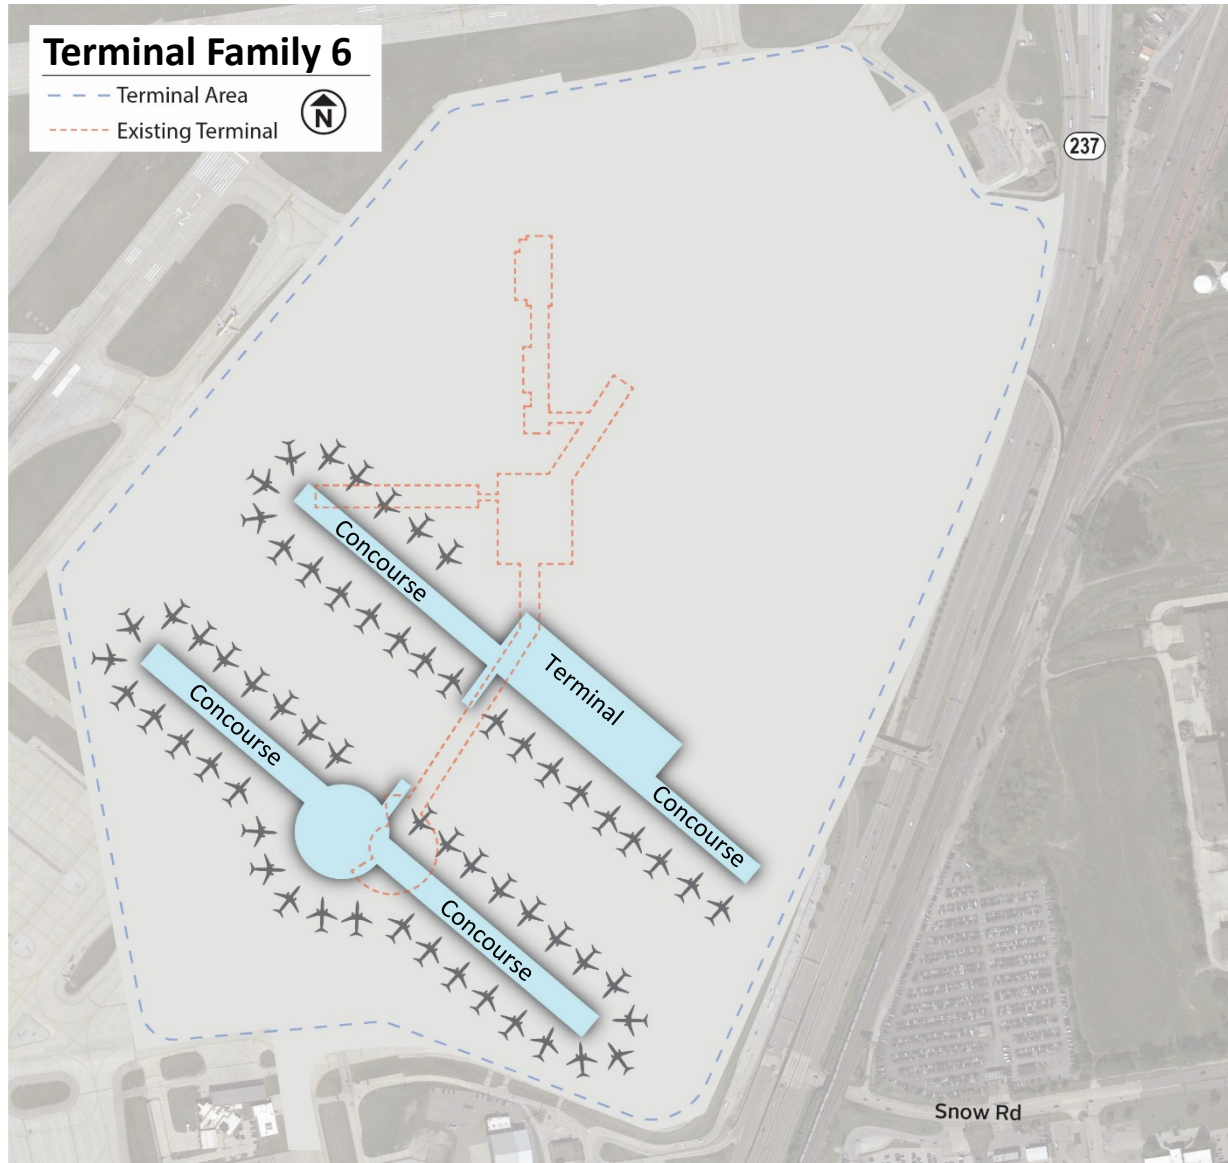 Terminal Family 6
Terminal Area
Existing Terminal
N
237
Concourse
Terminal
Concourse
Concourse
Concourse
Snow Rd